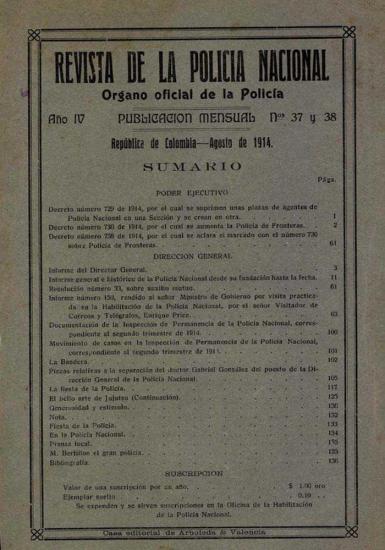 REVISTA DE LA POLICIA NACIONAL
Organo oficial de la Policía
Año IV PUBLICACION MENSUAL Nos 37 y 38
República de Colombia—Agosto de 1914.
SUMARIO
Págs.
PODER EJECUTIVO
Decreto número 729 de 1914, por el cual se suprimen unas plazas de agentes de
Policía Nacional en una Sección y se crean en otra. 1
Decreto número 730 de 1914, por el cual se aumenta la Policía de Fronteras. 2
Decreto número 758 de 1914, por el cual se aclara el marcado con el número 730
sobre Policía de Fronteras. 61
DIRECCION GENERAL
Informe del Director General. 3
Informe general e histórico de la Policía Nacional desde su fundación hasta la fecha. 11
Resolución número 33, sobre auxilio mutuo. 61
Informe número 153, rendido al señor Ministro de Gobierno por visita practica-
da en la Habilitación de la Policía Nacional, por el señor Visitador de
Correos y Telégrafos, Enrique Price. 63
Documentación de la Inspección de Permanencia de la Policía Nacional, corres-
pondiente al segundo trimestre de 1914. 100
Movimiento de casos en la Inspección de Permanencia de la Policía Nacional,
correspondiente al segundo trimestre de 1914. 101
La Bandera. 102
Piezas relativas a la separación del doctor Gabriel González del puesto de la Di-
rección General de la Policía Nacional. 105
La fiesta de la Policía. 117
El bello arte de Jujutsu (Continuación). 125
Generosidad y estímulo. 130
Nota. 132
Fiesta de la Policía. 133
En la Policía Nacional. 134
Prensa local. 135
M. Bertillon el gran policía. 135
Bibliografía. 136
SUSCRIPCION
Valor de una suscripción por un año. $ 1.00 oro
Ejemplar suelto 0.10
Se expenden y se sirven suscripciones en la Oficina de la Habilitación
de la Policía Nacional.
Casa editorial de Arboleda & Valencia